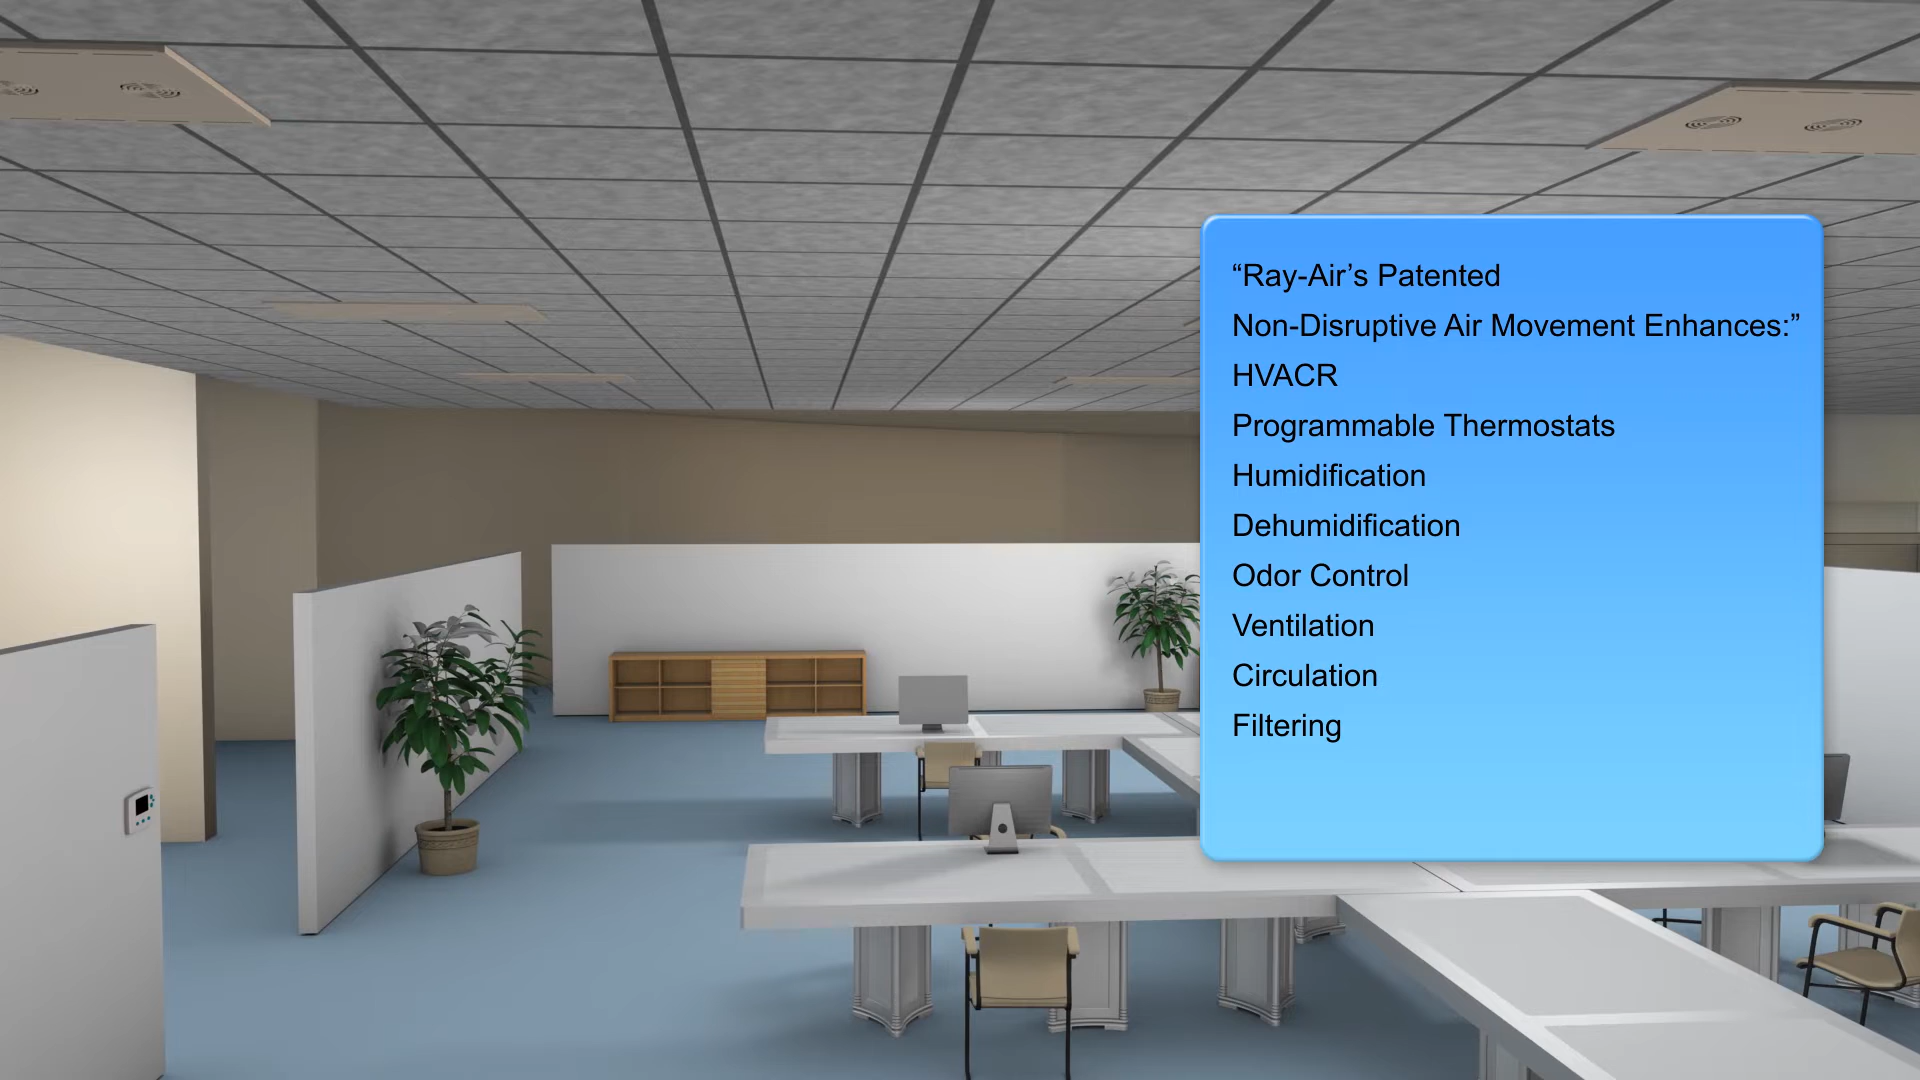 “Ray-Air’s Patented
Non-Disruptive Air Movement Enhances:”
HVACR
Programmable Thermostats
Humidification
Dehumidification
Odor Control
Ventilation
Circulation
Filtering